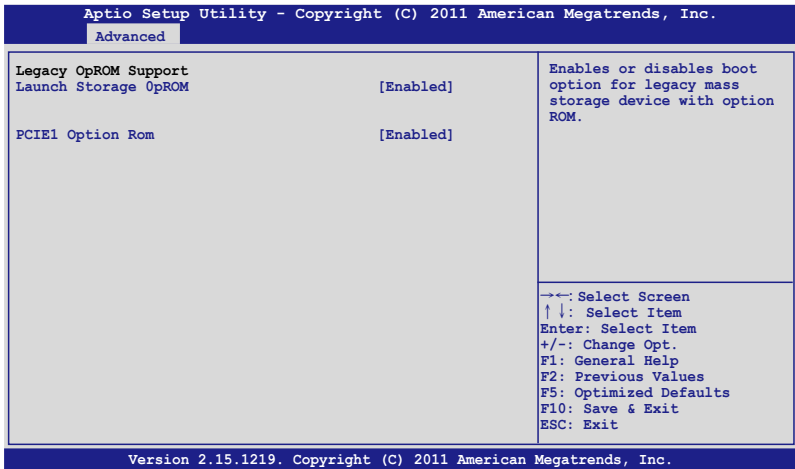 Aptio Setup Utility - Copyright (C) 2011 American Megatrends, Inc.
Advanced
Legacy OpROM Support
Launch Storage 0pROM [Enabled]
PCIE1 Option Rom [Enabled]
Enables or disables boot
option for legacy mass
storage device with option
ROM.
→←: Select Screen
↑↓: Select Item
Enter: Select Item
+/-: Change Opt.
F1: General Help
F2: Previous Values
F5: Optimized Defaults
F10: Save & Exit
ESC: Exit
Version 2.15.1219. Copyright (C) 2011 American Megatrends, Inc.